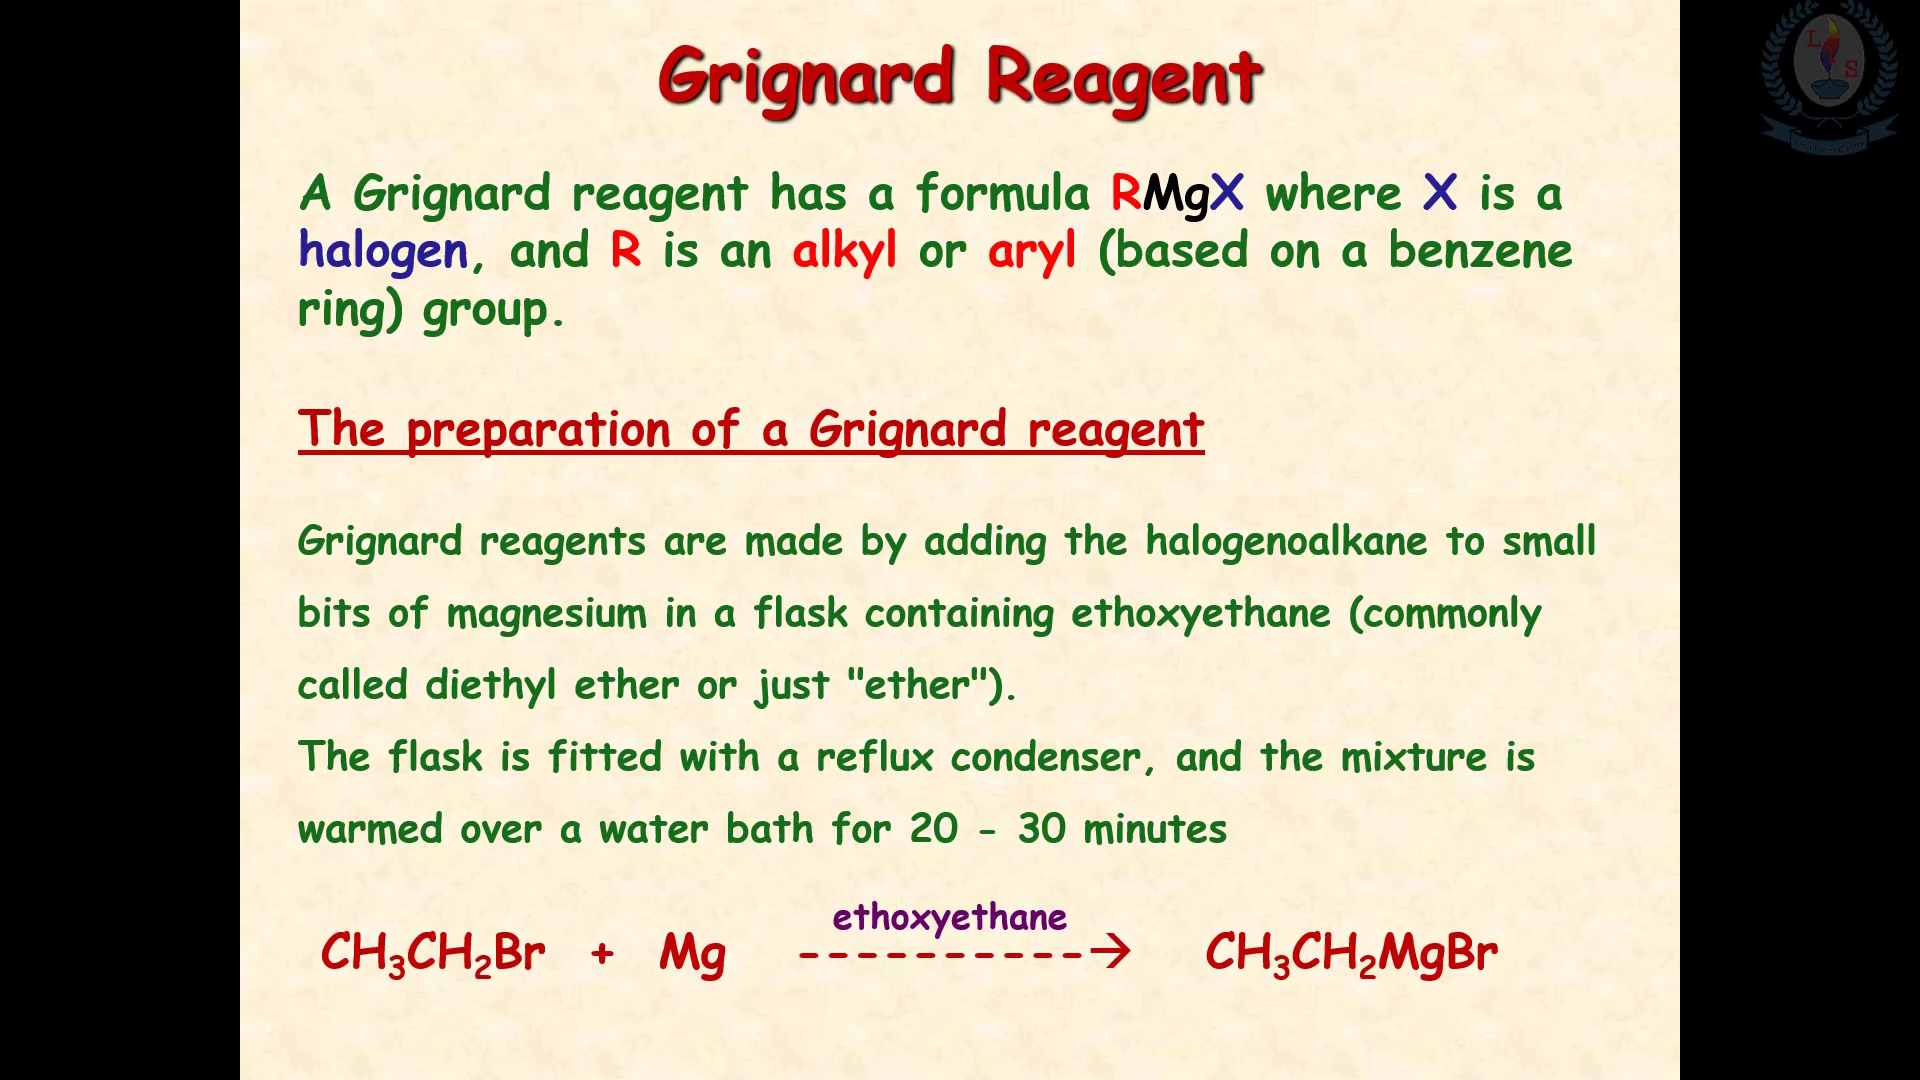 Grignard Reagent
A Grignard reagent has a formula RMgX where X is a
halogen, and R is an alkyl or aryl (based on a benzene
ring) group.
The preparation of a Grignard reagent
Grignard reagents are made by adding the halogenoalkane to small
bits of magnesium in a flask containing ethoxyethane (commonly
called diethyl ether or just "ether").
The flask is fitted with a reflux condenser, and the mixture is
warmed over a water bath for 20 - 30 minutes
ethoxyethane
CH₃CH₂Br + Mg ----------→ CH₃CH₂MgBr
L
S